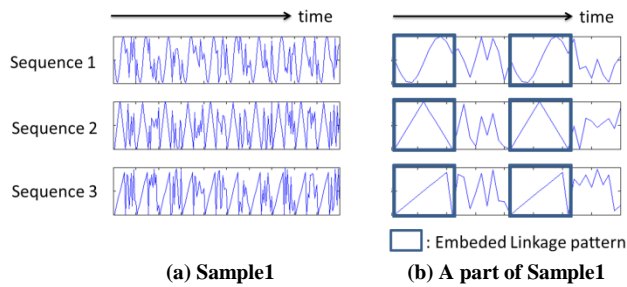 time
time
Sequence 1
Sequence 2
Sequence 3
: Embeded Linkage pattern
(a) Sample1
(b) A part of Sample1